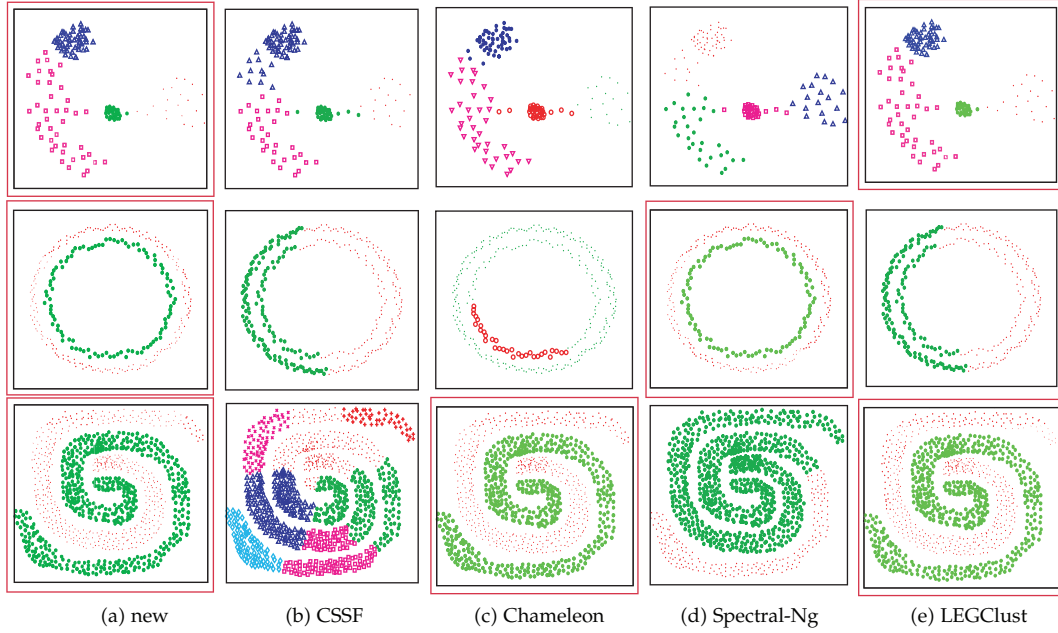 (a) new
(b) CSSF
(c) Chameleon
(d) Spectral-Ng
(e) LEGClust